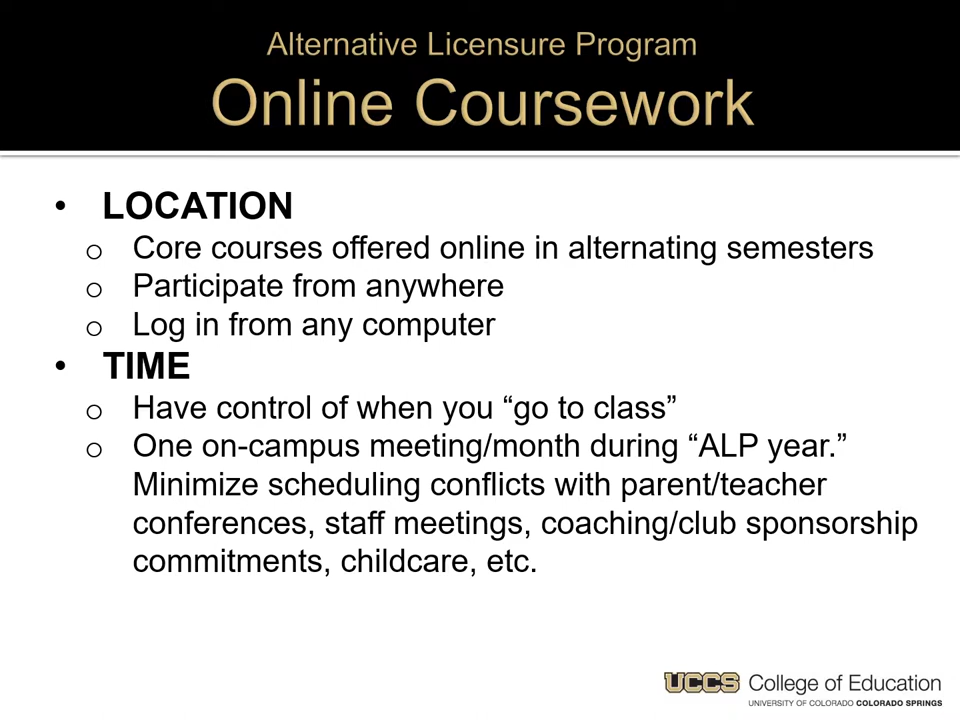 Alternative Licensure Program
Online Coursework
• LOCATION
o Core courses offered online in alternating semesters
o Participate from anywhere
o Log in from any computer
• TIME
o Have control of when you “go to class”
o One on-campus meeting/month during “ALP year.”
Minimize scheduling conflicts with parent/teacher
conferences, staff meetings, coaching/club sponsorship
commitments, childcare, etc.
UCCS College of Education
UNIVERSITY OF COLORADO COLORADO SPRINGS